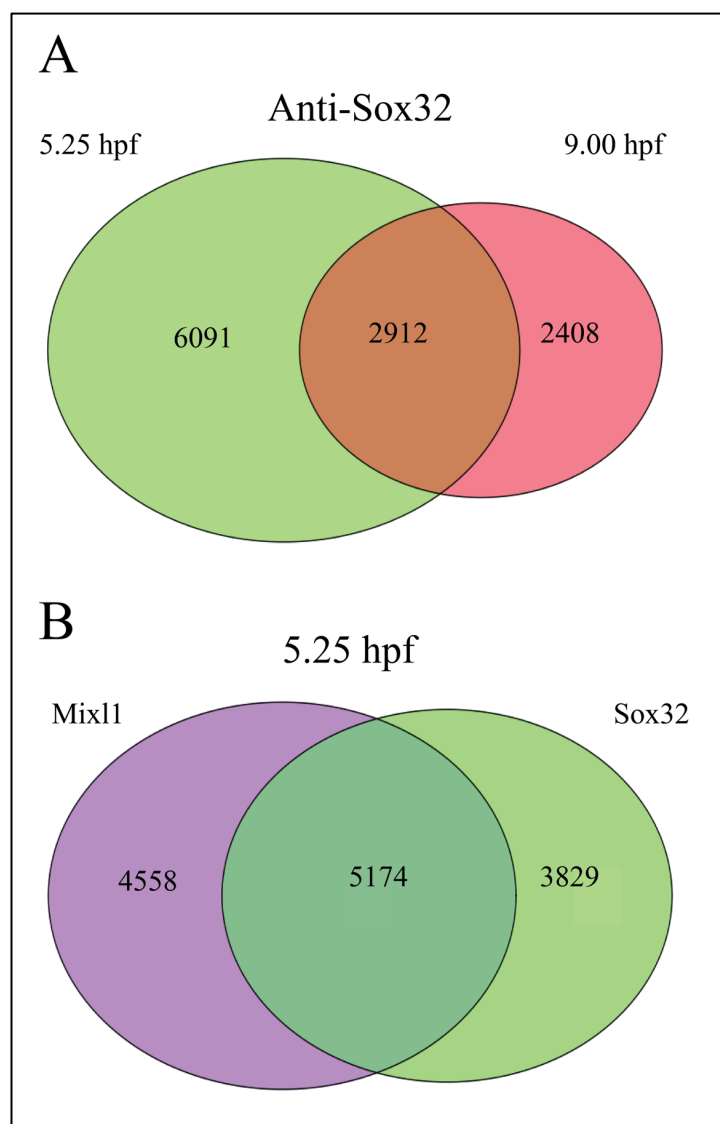 A
Anti-Sox32
5.25 hpf
9.00 hpf
6091
2912
2408
B
5.25 hpf
Mixl1
Sox32
4558
5174
3829